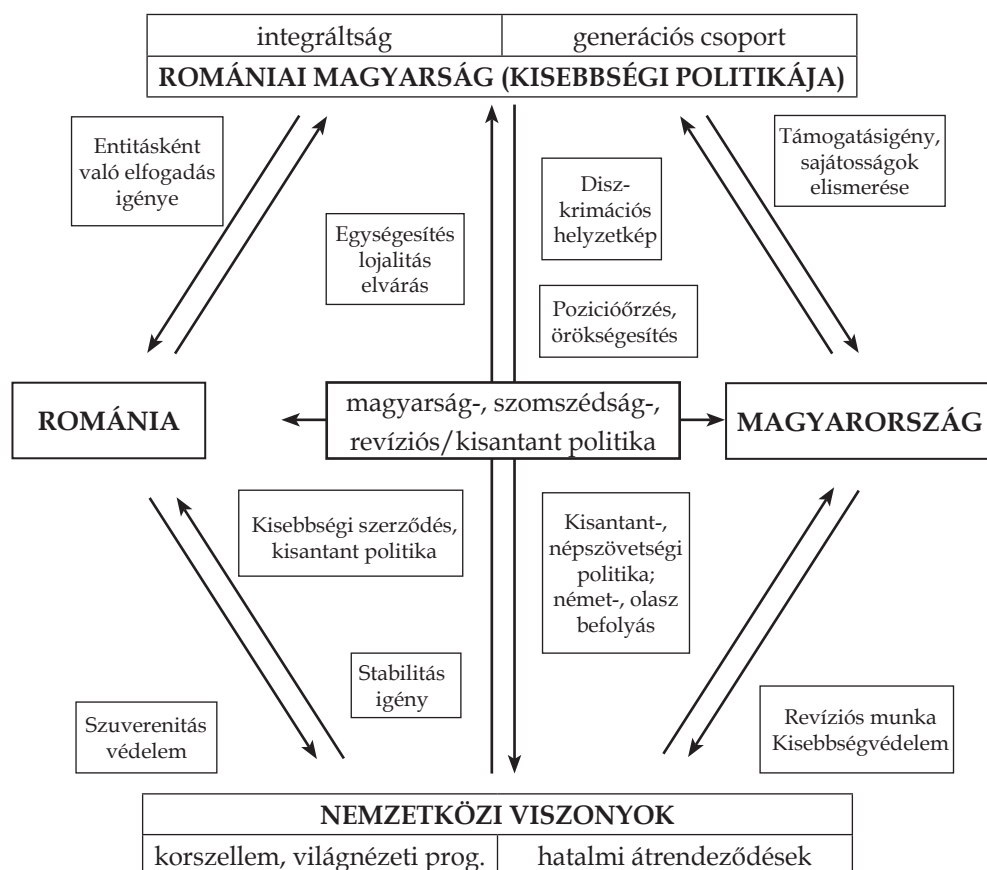 integráltság
generációs csoport
ROMÁNIAI MAGYARSÁG (KISEBBSÉGI POLITIKÁJA)
Entitásként
való elfogadás
igénye
Egységesítés
lojalitás
elvárás
Disz-
krimációs
helyzetkép
Pozicióőrzés,
örökségesítés
Támogatásigény,
sajátosságok
elismerése
ROMÁNIA
magyarság-, szomszédság-,
revíziós/kisantant politika
MAGYARORSZÁG
Kisebbségi szerződés,
kisantant politika
Kisantant-,
népszövetségi
politika;
német-, olasz
befolyás
Stabilitás
igény
Szuverenitás
védelem
Revíziós munka
Kisebbségvédelem
NEMZETKÖZI VISZONYOK
korszellem, világnézeti prog.
hatalmi átrendeződések